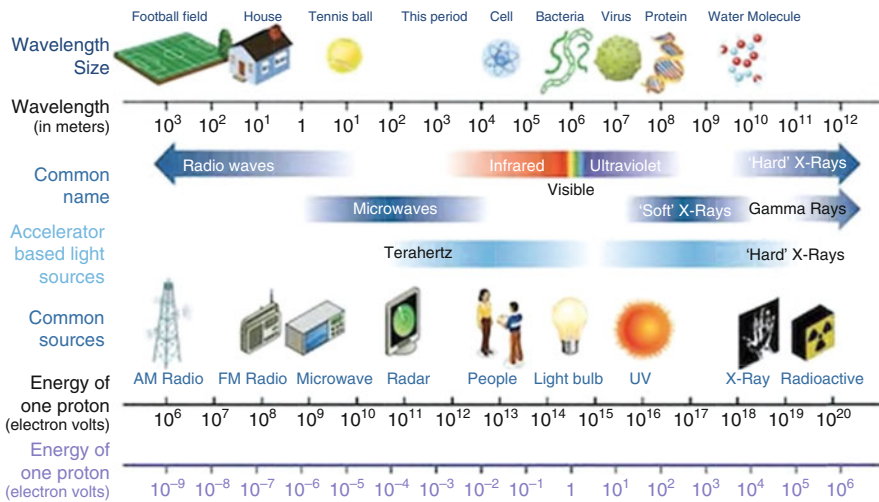 Football field House Tennis ball This period Cell Bacteria Virus Protein Water Molecule
Wavelength
Size
Wavelength
(in meters)
10³ 10² 10¹ 1 10¹ 10² 10³ 10⁴ 10⁵ 10⁶ 10⁷ 10⁸ 10⁹ 10¹⁰ 10¹¹ 10¹²
Common
name
Radio waves Infrared Ultraviolet 'Hard' X-Rays
Visible
Microwaves 'Soft' X-Rays Gamma Rays
Accelerator
based light
sources
Terahertz 'Hard' X-Rays
Common
sources
AM Radio FM Radio Microwave Radar People Light bulb UV X-Ray Radioactive
Energy of
one proton
(electron volts)
10⁶ 10⁷ 10⁸ 10⁹ 10¹⁰ 10¹¹ 10¹² 10¹³ 10¹⁴ 10¹⁵ 10¹⁶ 10¹⁷ 10¹⁸ 10¹⁹ 10²⁰
Energy of
one proton
(electron volts)
10⁻⁹ 10⁻⁸ 10⁻⁷ 10⁻⁶ 10⁻⁵ 10⁻⁴ 10⁻³ 10⁻² 10⁻¹ 1 10¹ 10² 10³ 10⁴ 10⁵ 10⁶